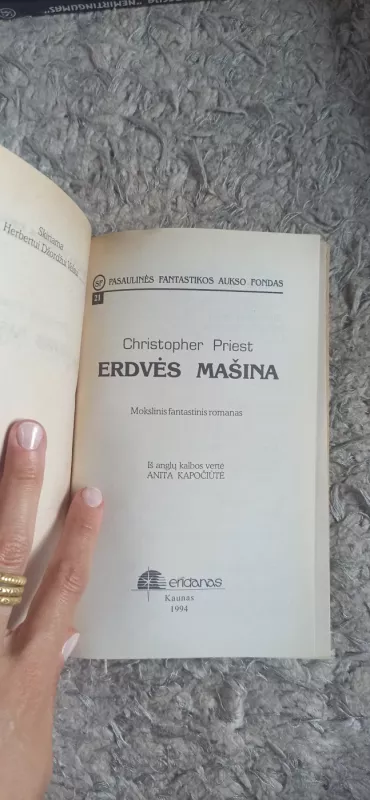 "NEMIRTINGUMAS"
Skiriama
Herbertui Džordžui Velsui
SF PASAULINĖS FANTASTIKOS AUKSO FONDAS
21
Christopher Priest
ERDVĖS MAŠINA
Mokslinis fantastinis romanas
Iš anglų kalbos vertė
ANITA KAPOČIŪTĖ
eridanas
Kaunas
1994